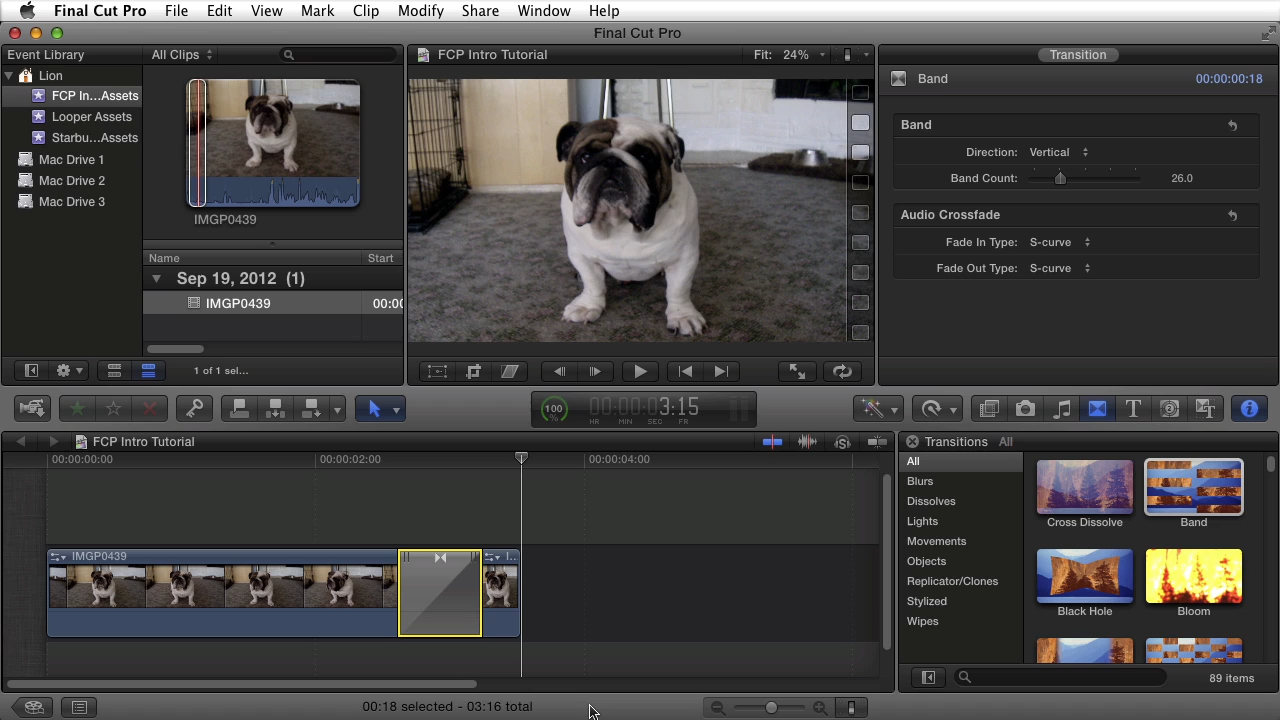 Final Cut Pro File Edit View Mark Clip Modify Share Window Help
Final Cut Pro
Event Library
All Clips
Lion
FCP In...Assets
Looper Assets
Starbu...Assets
Mac Drive 1
Mac Drive 2
Mac Drive 3
IMGP0439
Name Start
Sep 19, 2012 (1)
IMGP0439 00:00
1 of 1 sel...
FCP Intro Tutorial Fit: 24%
Transition
Band 00:00:00:18
Band
Direction: Vertical
Band Count: 26.0
Audio Crossfade
Fade In Type: S-curve
Fade Out Type: S-curve
100 00:00:03:15
HR MIN SEC FR
T
FCP Intro Tutorial
00:00:00:00 00:00:02:00 00:00:04:00
IMGP0439 I...
00:18 selected - 03:16 total
Transitions All
All
Blurs
Dissolves
Lights
Movements
Objects
Replicator/Clones
Stylized
Wipes
Cross Dissolve Band
Black Hole Bloom
89 items